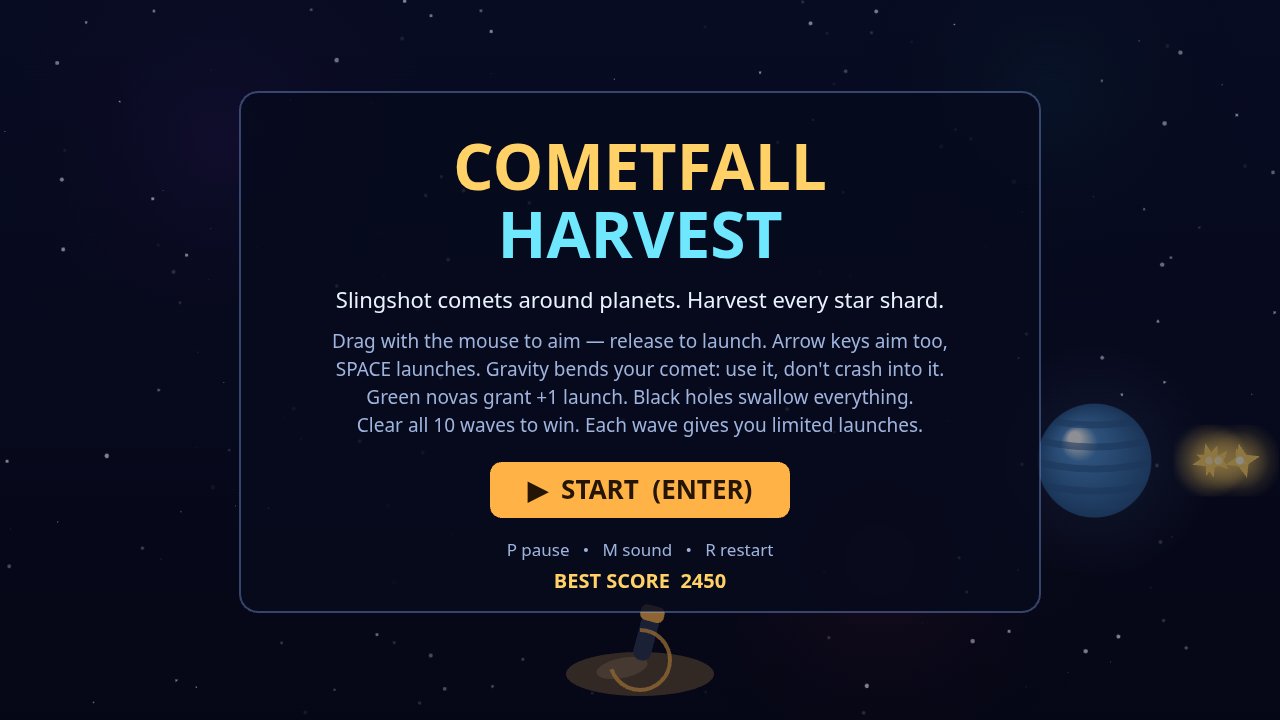 COMETFALL
HARVEST
Slingshot comets around planets. Harvest every star shard.
Drag with the mouse to aim — release to launch. Arrow keys aim too,
SPACE launches. Gravity bends your comet: use it, don't crash into it.
Green novas grant +1 launch. Black holes swallow everything.
Clear all 10 waves to win. Each wave gives you limited launches.
▶ START (ENTER)
P pause • M sound • R restart
BEST SCORE 2450